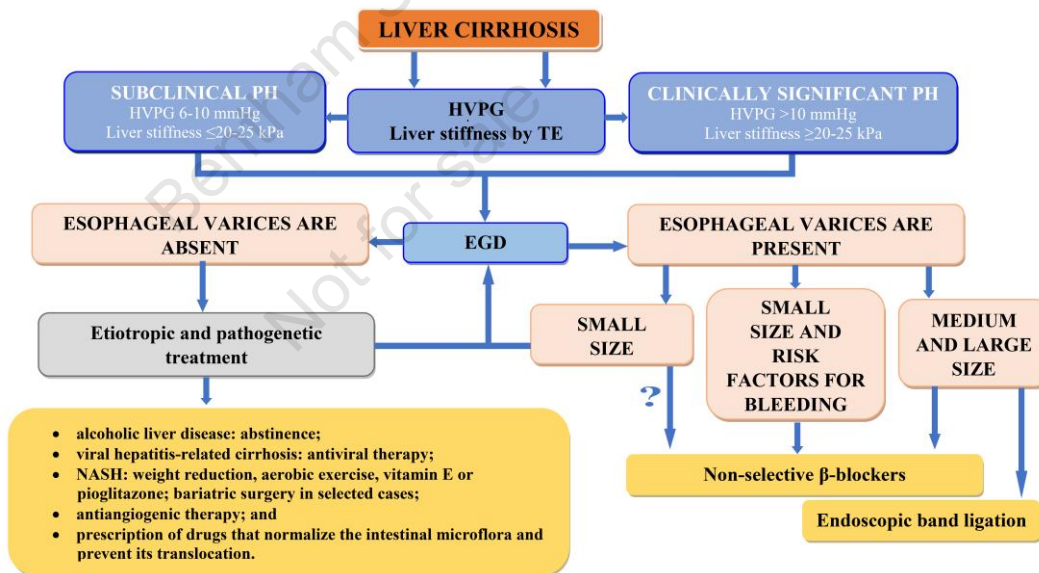 LIVER CIRRHOSIS
SUBCLINICAL PH
HVPG 6-10 mmHg
Liver stiffness ≤20-25 kPa
HVPG
Liver stiffness by TE
CLINICALLY SIGNIFICANT PH
HVPG >10 mmHg
Liver stiffness ≥20-25 kPa
ESOPHAGEAL VARICES ARE
ABSENT
EGD
ESOPHAGEAL VARICES ARE
PRESENT
Etiotropic and pathogenetic
treatment
SMALL
SIZE
SMALL
SIZE AND
RISK
FACTORS FOR
BLEEDING
MEDIUM
AND LARGE
SIZE
?
• alcoholic liver disease: abstinence;
• viral hepatitis-related cirrhosis: antiviral therapy;
• NASH: weight reduction, aerobic exercise, vitamin E or
pioglitazone; bariatric surgery in selected cases;
• antiangiogenic therapy; and
• prescription of drugs that normalize the intestinal microflora and
prevent its translocation.
Non-selective β-blockers
Endoscopic band ligation
Not for sale